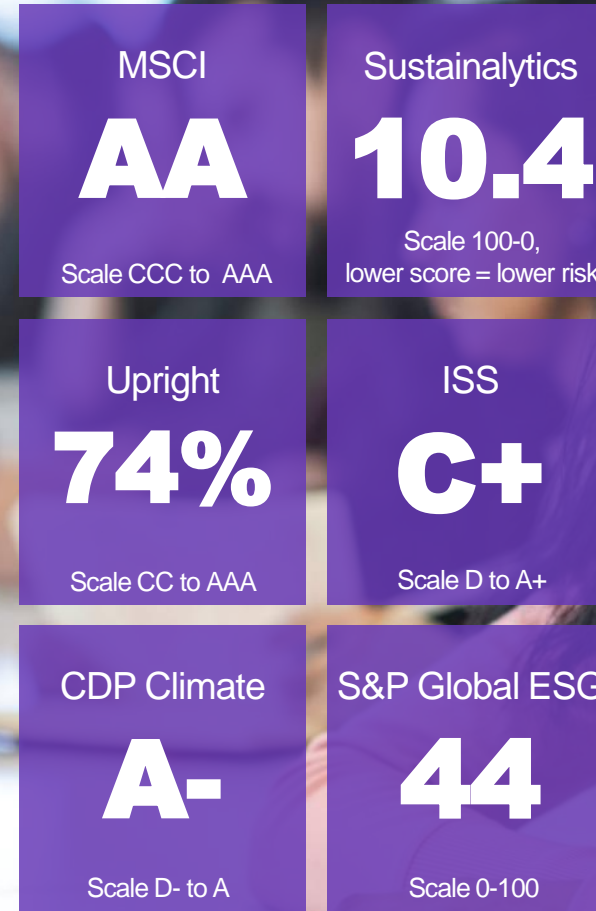 MSCI
AA
Scale CCC to AAA
Sustainalytics
10.4
Scale 100-0,
lower score = lower risk
Upright
74%
Scale CC to AAA
ISS
C+
Scale D to A+
CDP Climate
A-
Scale D- to A
S&P Global ESG
44
Scale 0-100